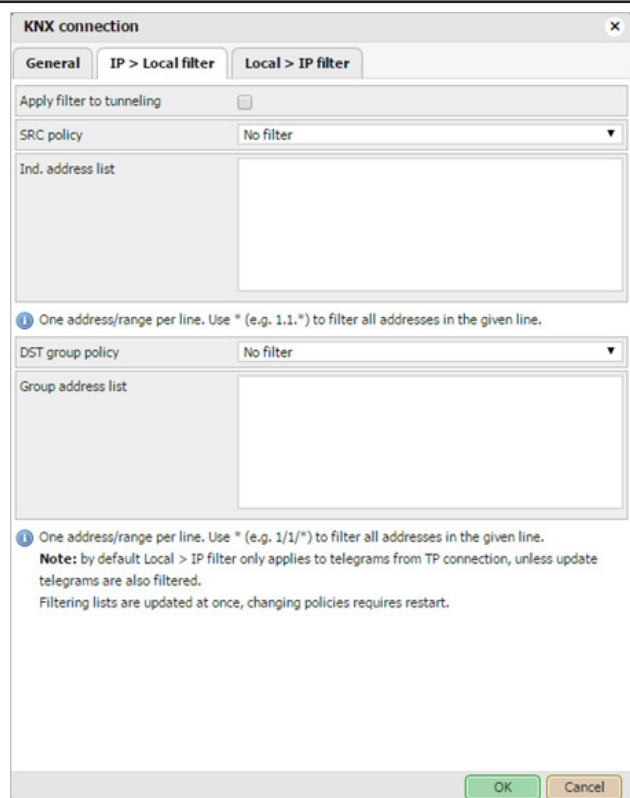 KNX connection
General IP > Local filter Local > IP filter
Apply filter to tunneling
SRC policy No filter
Ind. address list
One address/range per line. Use * (e.g. 1.1.*) to filter all addresses in the given line.
DST group policy No filter
Group address list
One address/range per line. Use * (e.g. 1/1/*) to filter all addresses in the given line.
Note: by default Local > IP filter only applies to telegrams from TP connection, unless update
telegrams are also filtered.
Filtering lists are updated at once, changing policies requires restart.
OK Cancel